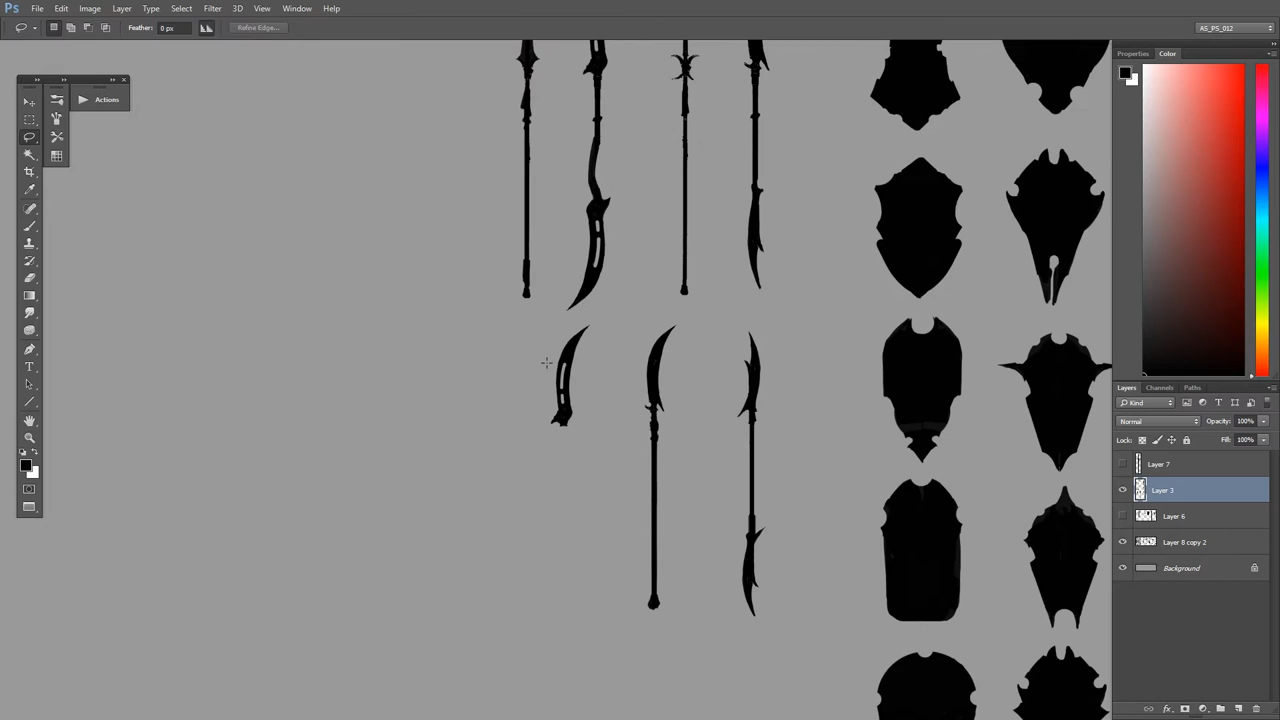 Ps File Edit Image Layer Type Select Filter 3D View Window Help
Feather: 0 px Refine Edge... AS_PS_012
Actions
Properties Color
Layers Channels Paths
Kind
Normal Opacity: 100%
Lock: Fill: 100%
Layer 7
Layer 3
Layer 6
Layer 8 copy 2
Background
fx